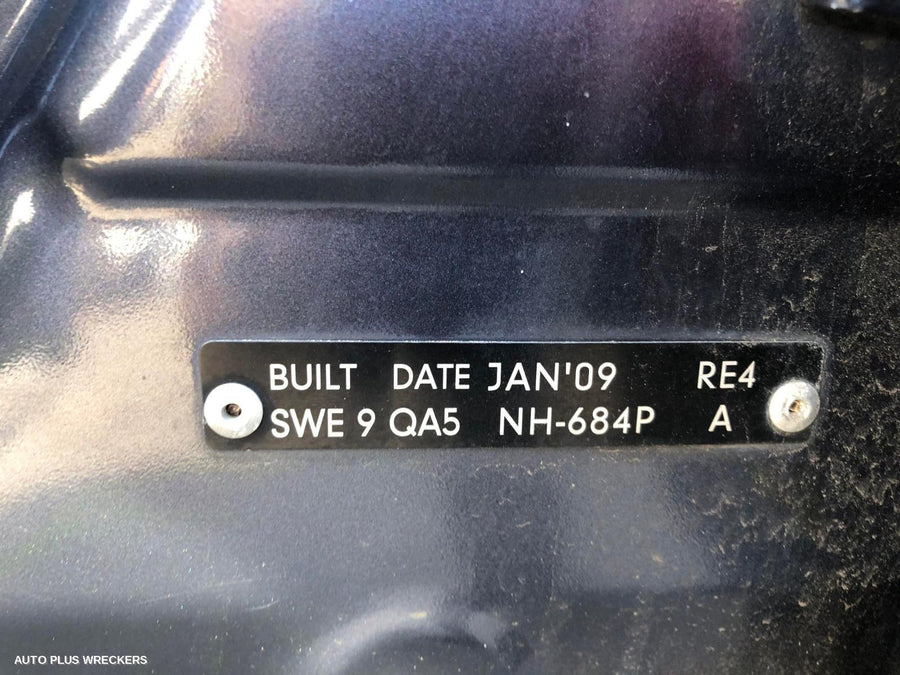 BUILT DATE JAN'09 RE4
SWE 9 QA5 NH-684P A
AUTO PLUS WRECKERS